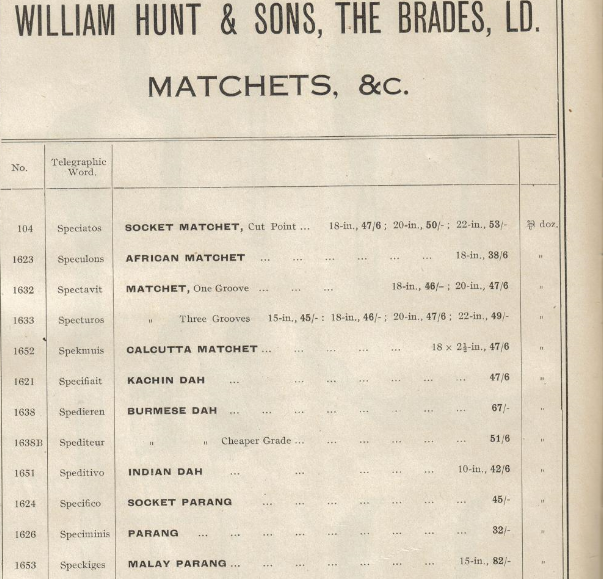 WILLIAM HUNT & SONS, THE BRADES, LD.
MATCHETS, &c.
No. Telegraphic Word.
104 Speciatos SOCKET MATCHET, Cut Point ... 18-in., 47/6 ; 20-in., 50/- ; 22-in., 53/- ⅌ doz.
1623 Speculons AFRICAN MATCHET ... ... ... ... ... ... 18-in., 38/6 "
1632 Spectavit MATCHET, One Groove ... ... ... 18-in., 46/- ; 20-in., 47/6 "
1633 Specturos " Three Grooves 15-in., 45/- : 18-in., 46/- ; 20-in., 47/6 ; 22-in., 49/- "
1652 Spekmuis CALCUTTA MATCHET ... ... ... ... ... 18 × 2½-in., 47/6 "
1621 Specifiait KACHIN DAH ... ... ... ... ... ... 47/6 "
1638 Spedieren BURMESE DAH ... ... ... ... ... ... ... 67/- "
1638B Spediteur " " Cheaper Grade ... ... ... ... ... 51/6 "
1651 Speditivo INDIAN DAH ... ... ... ... ... 10-in., 42/6 "
1624 Specifico SOCKET PARANG ... ... ... ... ... 45/- "
1626 Speciminis PARANG ... ... ... ... ... ... ... 32/- "
1653 Speckiges MALAY PARANG ... ... ... ... ... 15-in., 82/- "